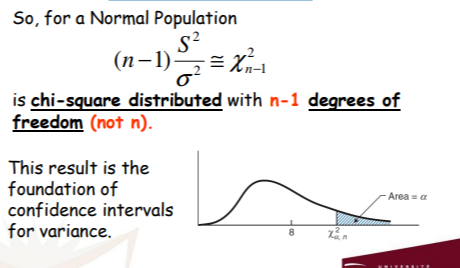 So, for a Normal Population
(n−1) S²/σ² ≅ χ²ₙ₋₁
is chi-square distributed with n-1 degrees of
freedom (not n).
This result is the
foundation of
confidence intervals
for variance.
Area = α
8
χ²α, n
UNIVERSITY